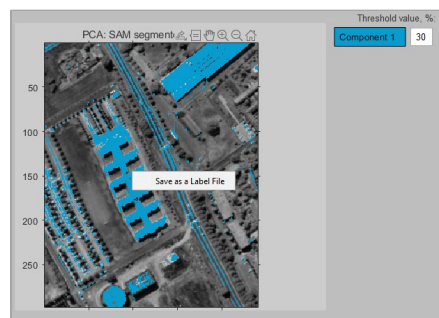 Threshold value, %:
PCA: SAM segment
Component 1 30
50
100
150
Save as a Label File
200
250